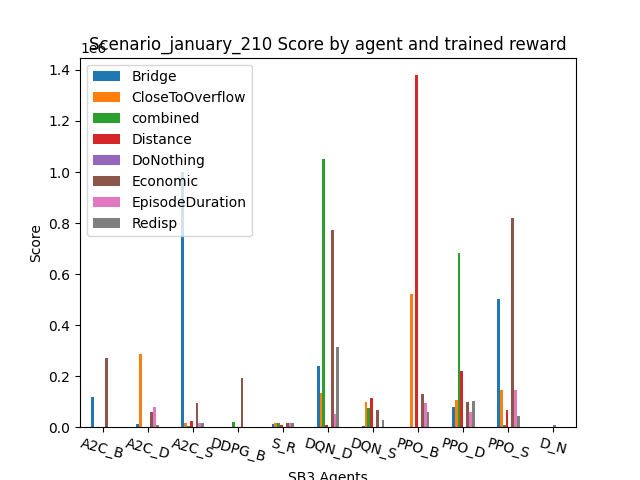 Scenario_january_210 Score by agent and trained reward
1e6
Bridge
CloseToOverflow
combined
Distance
DoNothing
Economic
EpisodeDuration
Redisp
1.4
1.2
1.0
0.8
0.6
0.4
0.2
0.0
Score
A2C_B A2C_D A2C_S DDPG_B S_R DQN_D DQN_S PPO_B PPO_D PPO_S D_N
SB3 Agents